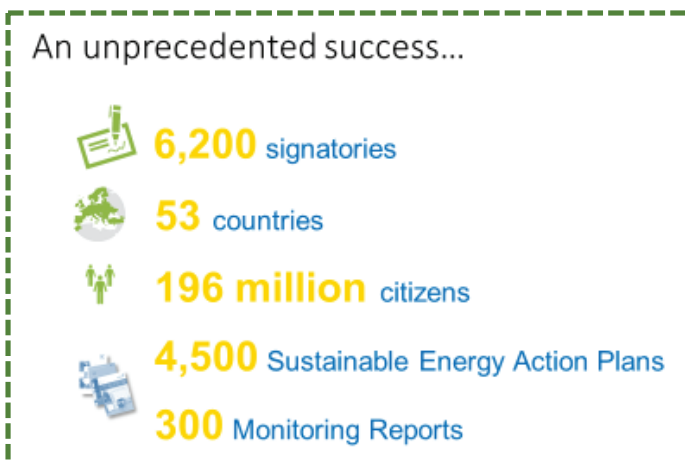 An unprecedented success...
6,200 signatories
53 countries
196 million citizens
4,500 Sustainable Energy Action Plans
300 Monitoring Reports